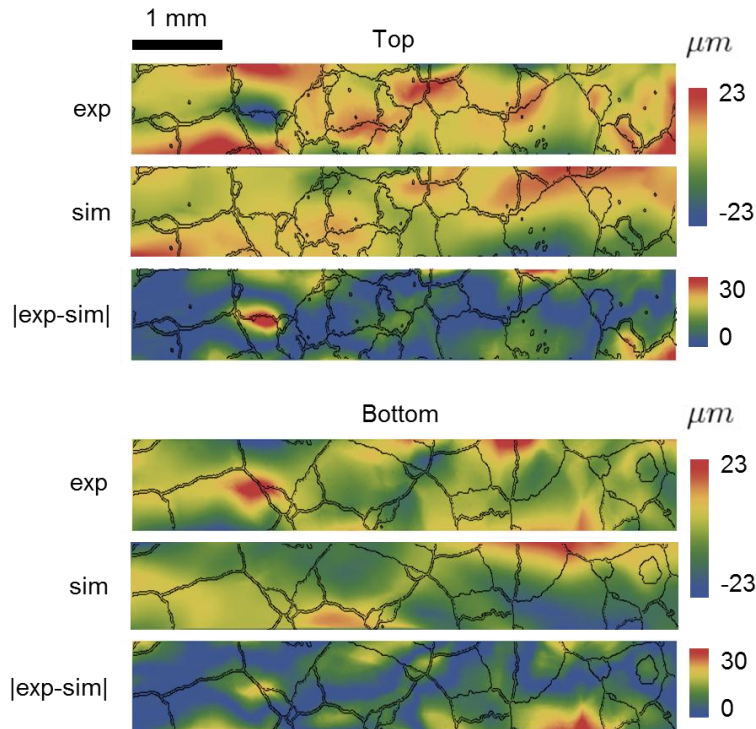 1 mm
Top
μm
exp
23
-23
sim
|exp-sim|
30
0
Bottom
μm
exp
23
-23
sim
|exp-sim|
30
0